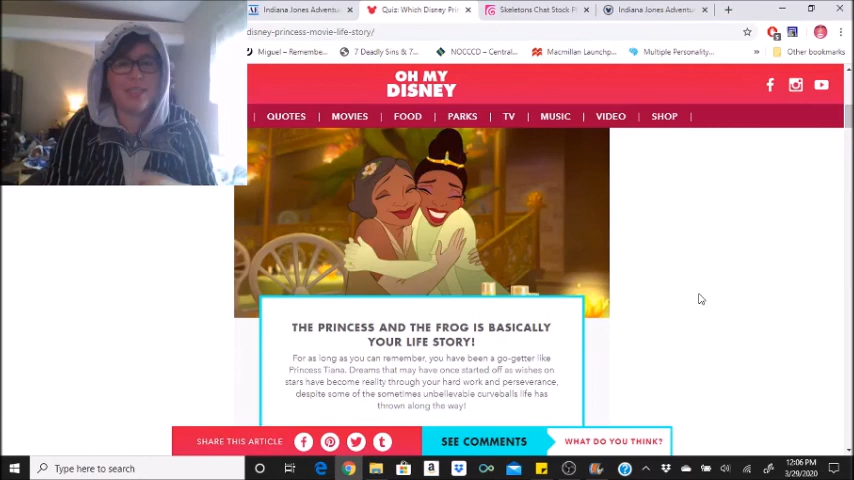 Indiana Jones Adventu
Quiz: Which Disney Pri
Skeletons Chat Stock P
Indiana Jones Adventu
disney-princess-movie-life-story/
Miguel – Remembe...
7 Deadly Sins & 7...
NOCCCD – Central...
Macmillan Launchp...
Multiple Personality...
»
Other bookmarks
OH MY
DISNEY
QUOTES
MOVIES
FOOD
PARKS
TV
MUSIC
VIDEO
SHOP
THE PRINCESS AND THE FROG IS BASICALLY
YOUR LIFE STORY!
For as long as you can remember, you have been a go-getter like
Princess Tiana. Dreams that may have once started off as wishes on
stars have become reality through your hard work and perseverance,
despite some of the sometimes unbelievable curveballs life has
thrown along the way!
SHARE THIS ARTICLE
SEE COMMENTS
WHAT DO YOU THINK?
Type here to search
12:06 PM
3/29/2020